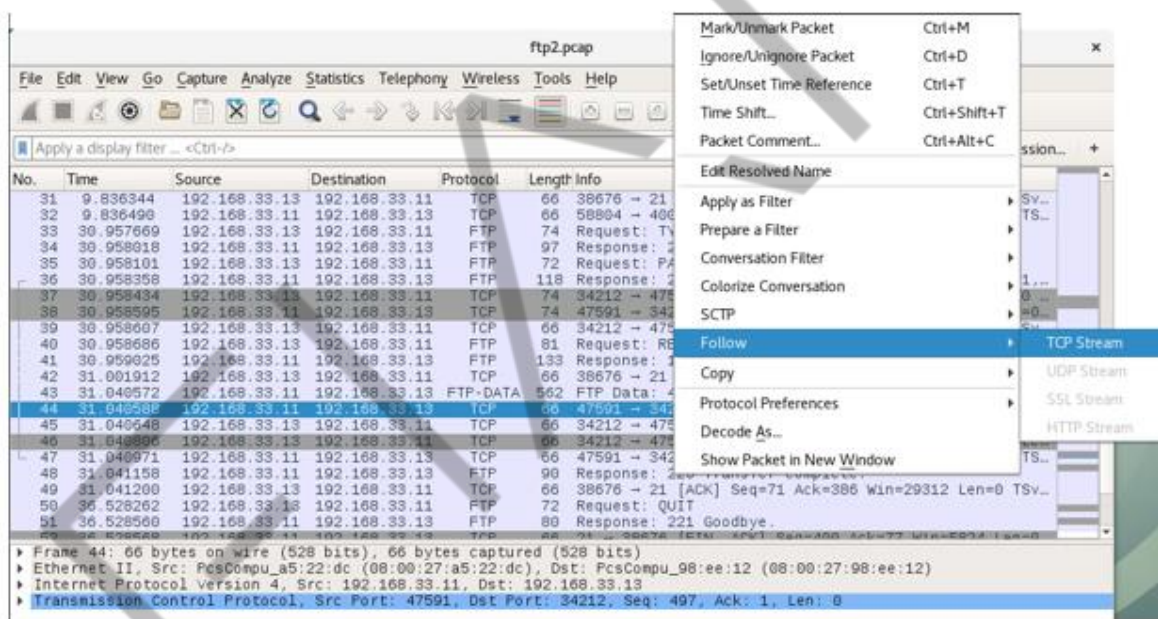 Mark/Unmark Packet Ctrl+M
ftp2.pcap ×
Ignore/Unignore Packet Ctrl+D
File Edit View Go Capture Analyze Statistics Telephony Wireless Tools Help
Set/Unset Time Reference Ctrl+T
Time Shift... Ctrl+Shift+T
Packet Comment... Ctrl+Alt+C
Apply a display filter ... <Ctrl-/> ssion... +
Edit Resolved Name
No. Time Source Destination Protocol Length Info
Apply as Filter
Prepare a Filter
Conversation Filter
Colorize Conversation
SCTP
Follow
TCP Stream
UDP Stream
SSL Stream
HTTP Stream
Copy
Protocol Preferences
Decode As...
Show Packet in New Window
31 9.836344 192.168.33.13 192.168.33.11 TCP 66 38676 → 21 Sv...
32 9.836490 192.168.33.11 192.168.33.13 TCP 66 58804 → 400 TS...
33 30.957669 192.168.33.13 192.168.33.11 FTP 74 Request: TY
34 30.958018 192.168.33.11 192.168.33.13 FTP 97 Response: 2
35 30.958101 192.168.33.13 192.168.33.11 FTP 72 Request: PA
36 30.958358 192.168.33.11 192.168.33.13 FTP 118 Response: 2 1,...
37 30.958434 192.168.33.13 192.168.33.11 TCP 74 34212 → 475 0 ...
38 30.958595 192.168.33.11 192.168.33.13 TCP 74 47591 → 342 =0...
39 30.958607 192.168.33.13 192.168.33.11 TCP 66 34212 → 475
40 30.958686 192.168.33.13 192.168.33.11 FTP 81 Request: RE
41 30.959025 192.168.33.11 192.168.33.13 FTP 133 Response: 1
42 31.001912 192.168.33.13 192.168.33.11 TCP 66 38676 → 21
43 31.040572 192.168.33.11 192.168.33.13 FTP-DATA 562 FTP Data: 4
44 31.040588 192.168.33.11 192.168.33.13 TCP 66 47591 → 342
45 31.040648 192.168.33.13 192.168.33.11 TCP 66 34212 → 475
46 31.040806 192.168.33.13 192.168.33.11 TCP 66 34212 → 475
47 31.040971 192.168.33.11 192.168.33.13 TCP 66 47591 → 342 TS...
48 31.041158 192.168.33.11 192.168.33.13 FTP 90 Response: 226 Transfer complete.
49 31.041200 192.168.33.13 192.168.33.11 TCP 66 38676 → 21 [ACK] Seq=71 Ack=386 Win=29312 Len=0 TSv...
50 36.528262 192.168.33.13 192.168.33.11 FTP 72 Request: QUIT
51 36.528560 192.168.33.11 192.168.33.13 FTP 80 Response: 221 Goodbye.
Frame 44: 66 bytes on wire (528 bits), 66 bytes captured (528 bits)
Ethernet II, Src: PcsCompu_a5:22:dc (08:00:27:a5:22:dc), Dst: PcsCompu_98:ee:12 (08:00:27:98:ee:12)
Internet Protocol Version 4, Src: 192.168.33.11, Dst: 192.168.33.13
Transmission Control Protocol, Src Port: 47591, Dst Port: 34212, Seq: 497, Ack: 1, Len: 0